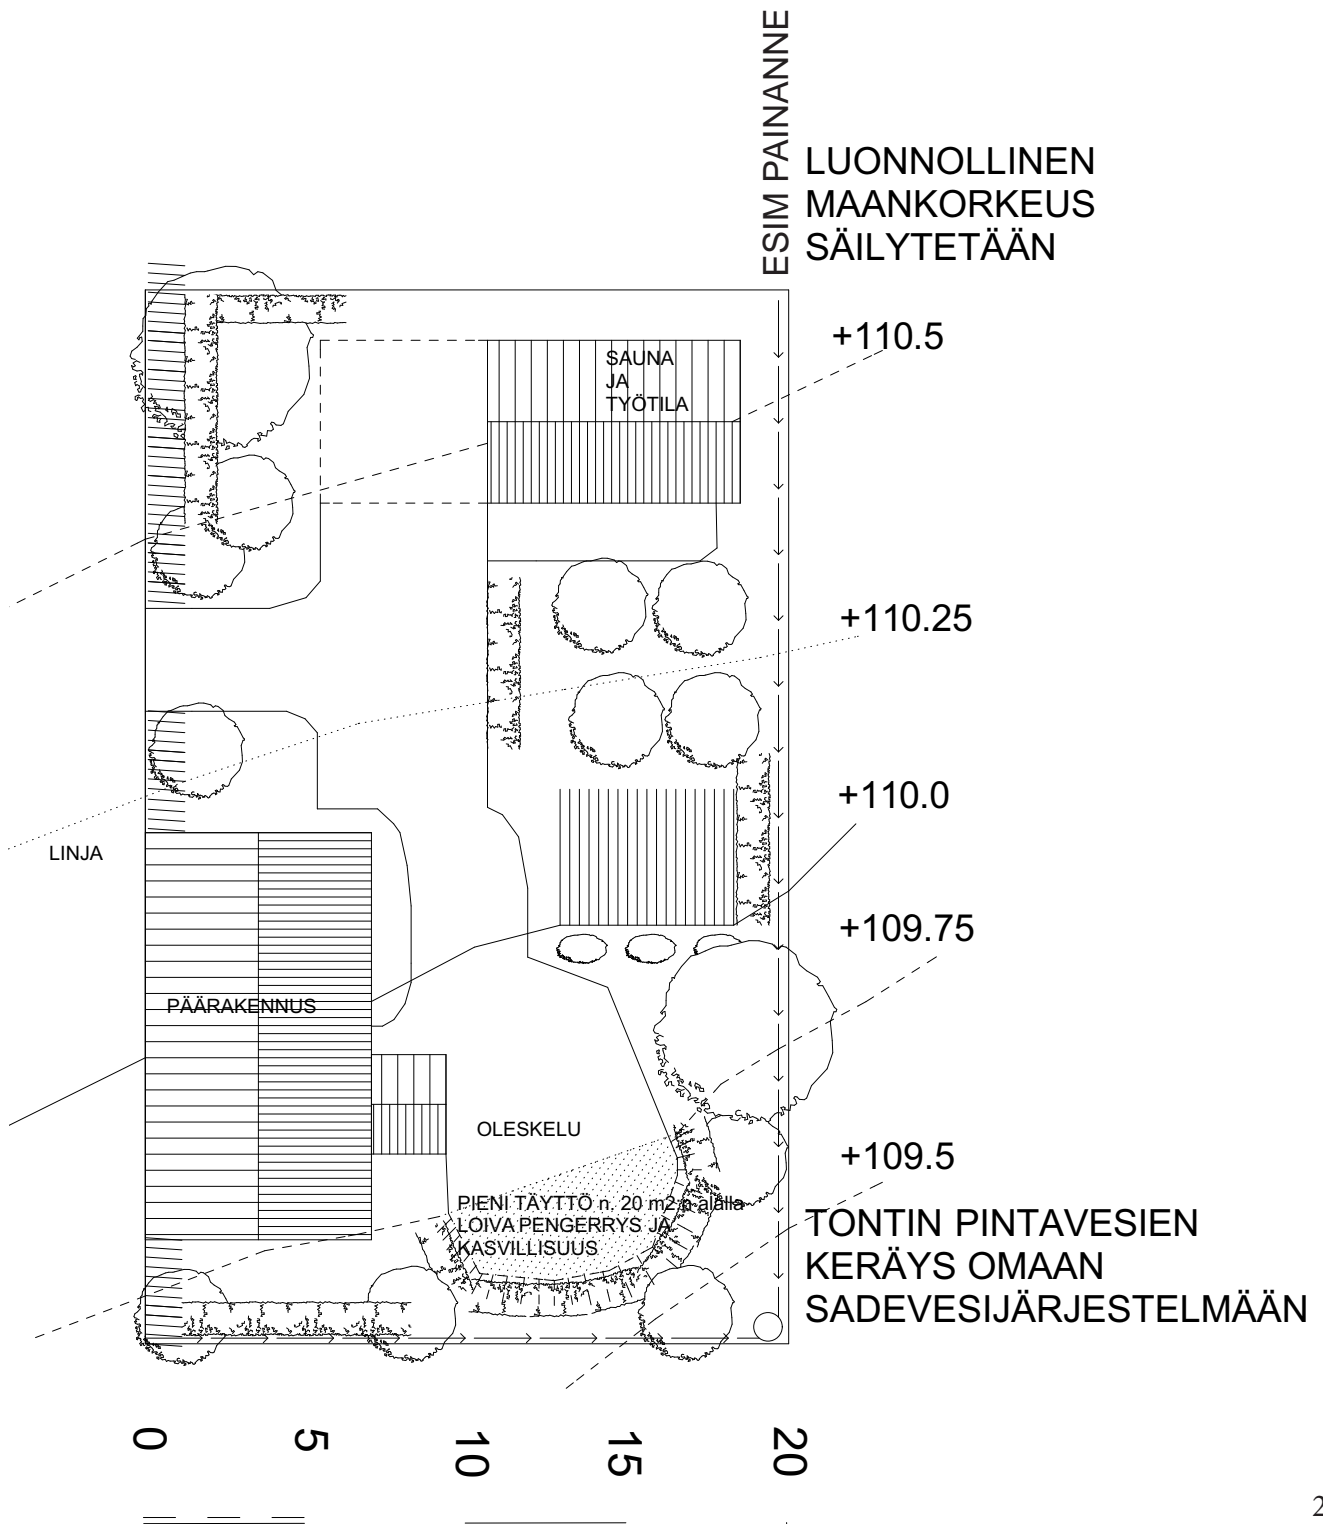 ESIM PAINANNE
LUONNOLLINEN
MAANKORKEUS
SÄILYTETÄÄN
+110.5
SAUNA
JA
TYÖTILA
+110.25
+110.0
LINJA
+109.75
PÄÄRAKENNUS
OLESKELU
+109.5
PIENI TÄYTTÖ n. 20 m2:n alalla
LOIVA PENGERRYS JA
KASVILLISUUS
TONTIN PINTAVESIEN
KERÄYS OMAAN
SADEVESIJÄRJESTELMÄÄN
0 5 10 15 20
2